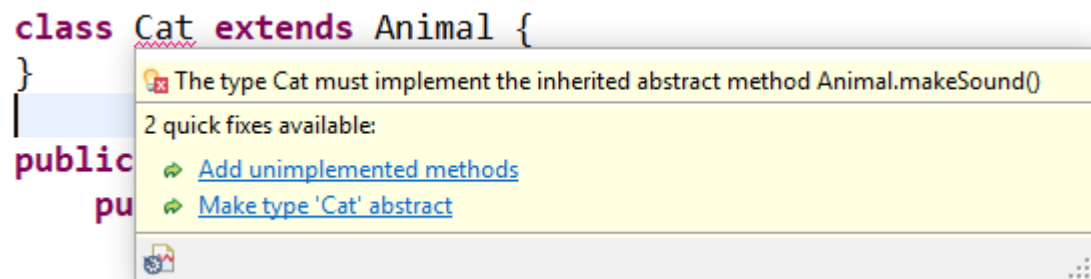 class Cat extends Animal {
}
The type Cat must implement the inherited abstract method Animal.makeSound()
2 quick fixes available:
public
Add unimplemented methods
pu
Make type 'Cat' abstract